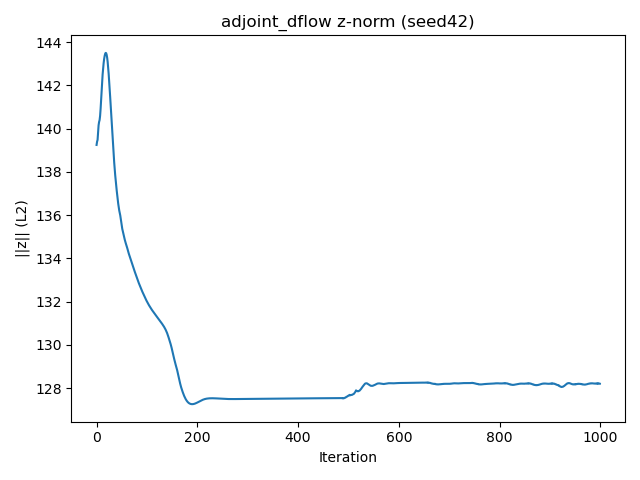 adjoint_dflow z-norm (seed42)
||z|| (L2)
144
142
140
138
136
134
132
130
128
0 200 400 600 800 1000
Iteration